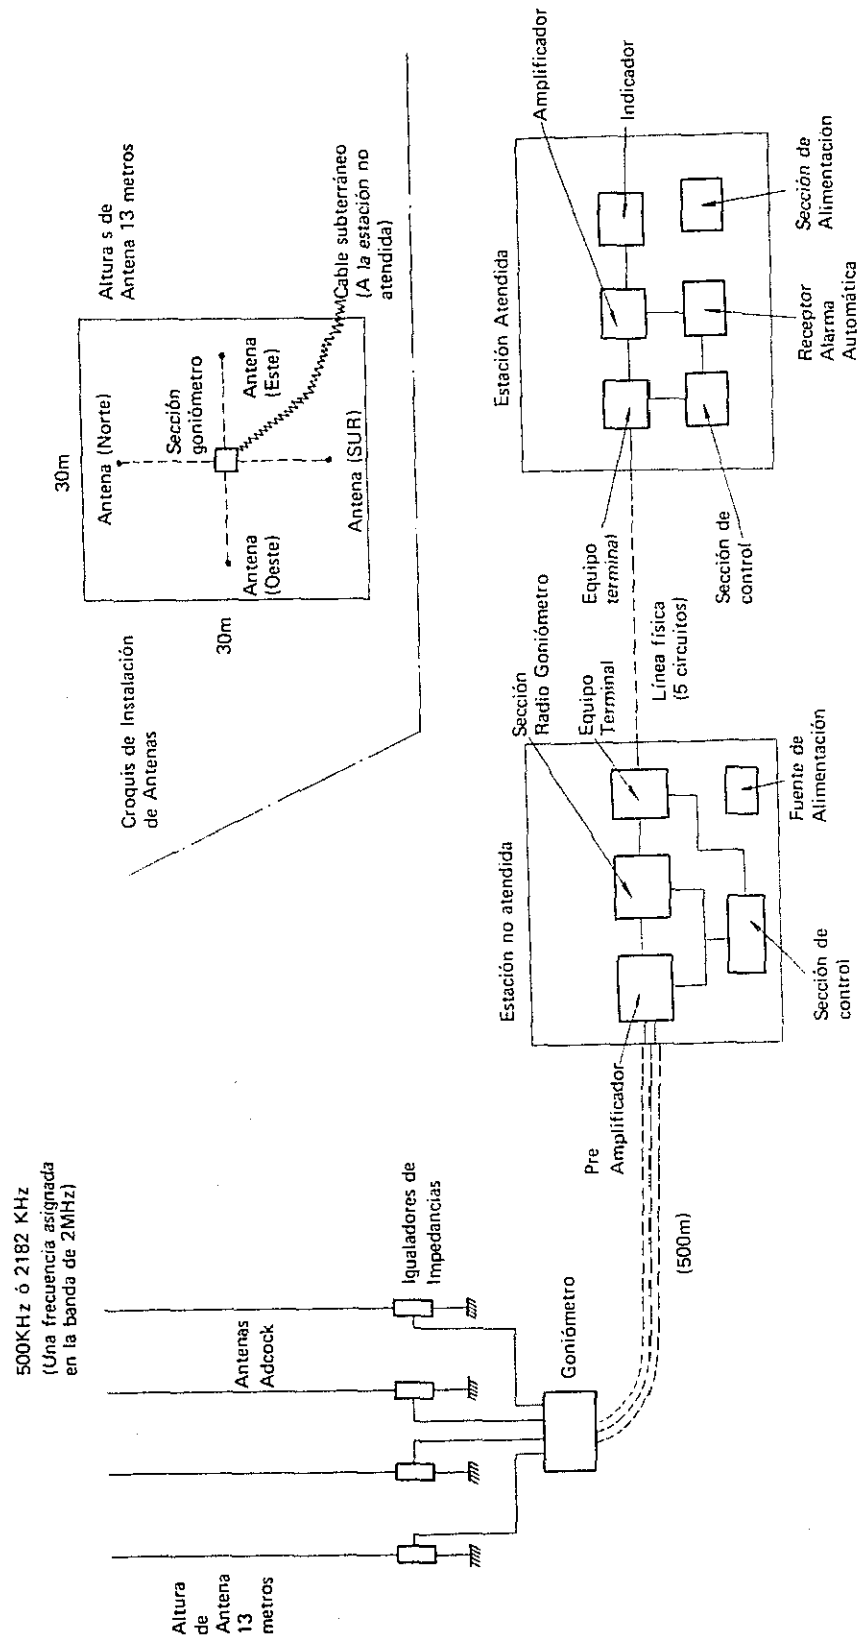 500KHz ó 2182 KHz
(Una frecuencia asignada
en la banda de 2MHz)
Altura
de
Antena
13
metros
Antenas
Adcock
Igualadores de
Impedancias
Goniómetro
(500m)
Croquis de Instalación
de Antenas
30m
30m
Antena (Norte)
Sección
goniómetro
Antena
(Oeste)
Antena
(Este)
Antena (SUR)
Altura s de
Antena 13 metros
Cable subterráneo
(A la estación no
atendida)
Estación no atendida
Pre
Amplificador
Sección
Radio Goniómetro
Equipo
Terminal
Sección de
control
Fuente de
Alimentación
Línea física
(5 circuitos)
Estación Atendida
Equipo
terminal
Sección de
control
Amplificador
Indicador
Receptor
Alarma
Automática
Sección de
Alimentación